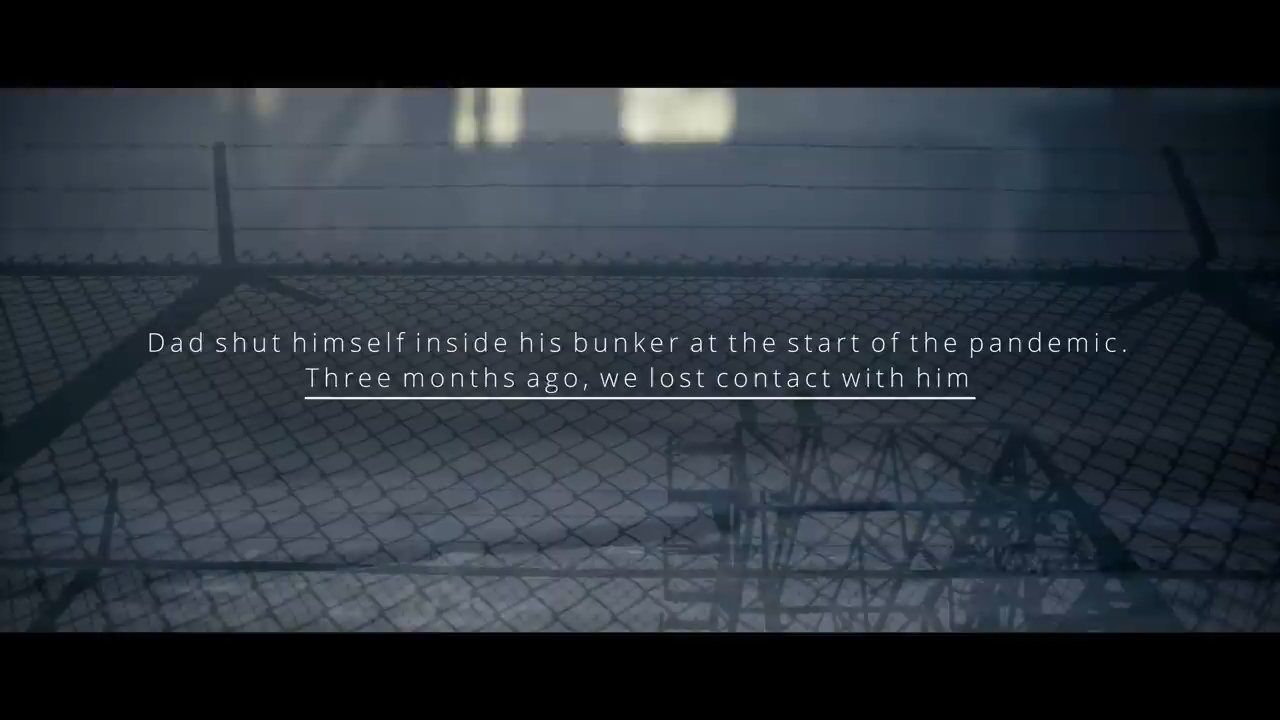 Dad shut himself inside his bunker at the start of the pandemic.
Three months ago, we lost contact with him